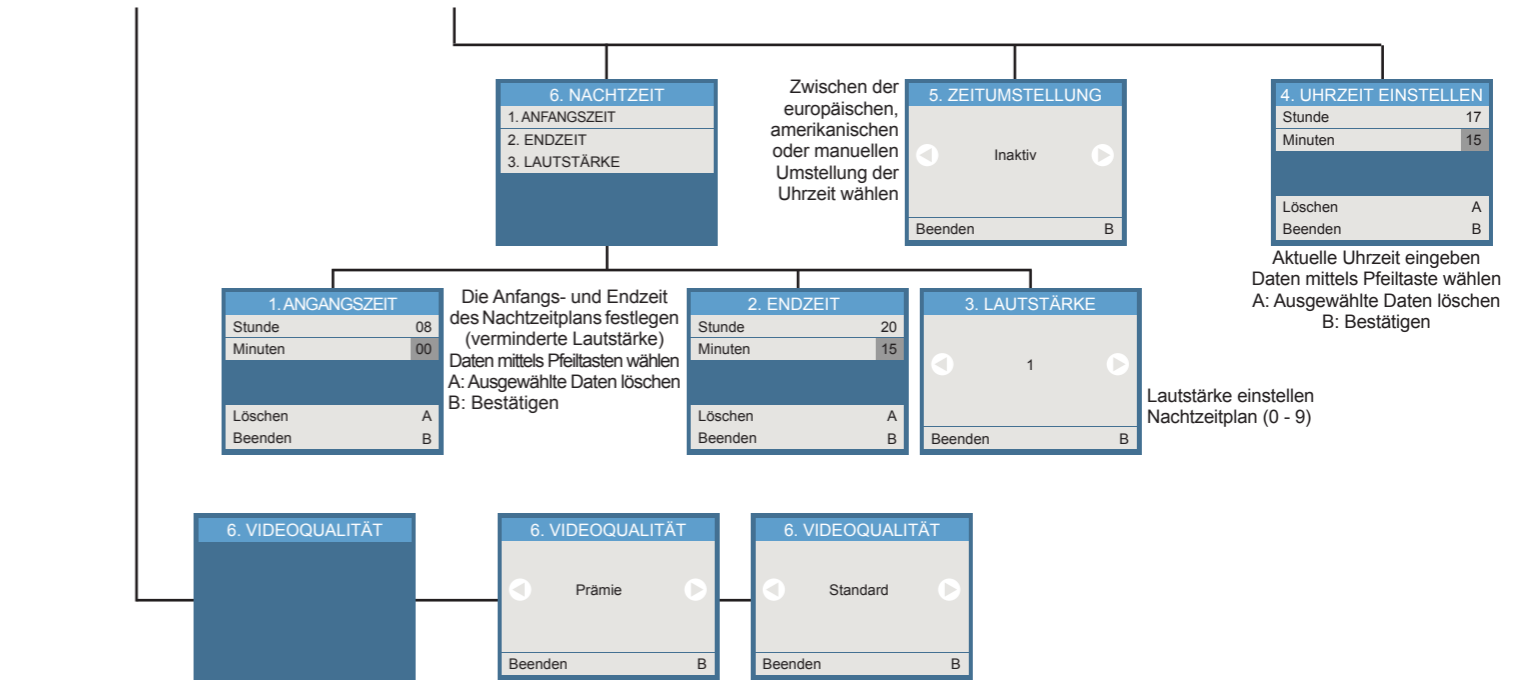 6. NACHTZEIT
1. ANFANGSZEIT
2. ENDZEIT
3. LAUTSTÄRKE
Zwischen der
europäischen,
amerikanischen
oder manuellen
Umstellung der
Uhrzeit wählen
5. ZEITUMSTELLUNG
Inaktiv
Beenden B
4. UHRZEIT EINSTELLEN
Stunde 17
Minuten 15
Löschen A
Beenden B
Aktuelle Uhrzeit eingeben
Daten mittels Pfeiltaste wählen
A: Ausgewählte Daten löschen
B: Bestätigen
1. ANGANGSZEIT
Stunde 08
Minuten 00
Löschen A
Beenden B
Die Anfangs- und Endzeit
des Nachtzeitplans festlegen
(verminderte Lautstärke)
Daten mittels Pfeiltasten wählen
A: Ausgewählte Daten löschen
B: Bestätigen
2. ENDZEIT
Stunde 20
Minuten 15
Löschen A
Beenden B
3. LAUTSTÄRKE
1
Beenden B
Lautstärke einstellen
Nachtzeitplan (0 - 9)
6. VIDEOQUALITÄT
6. VIDEOQUALITÄT
Prämie
Beenden B
6. VIDEOQUALITÄT
Standard
Beenden B